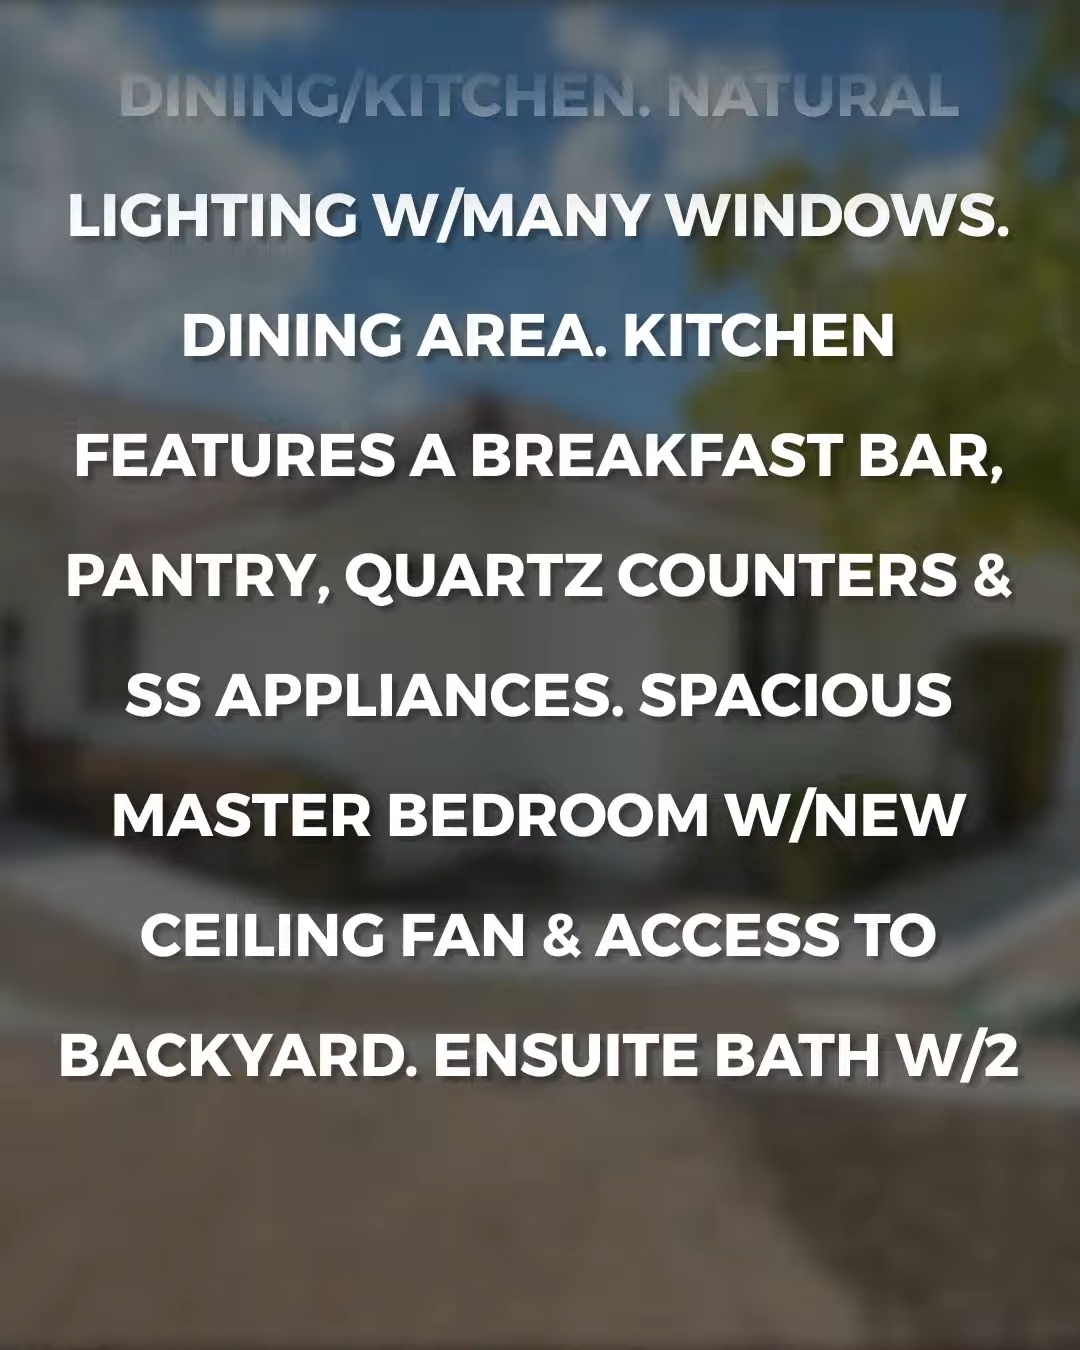 DINING/KITCHEN. NATURAL
LIGHTING W/MANY WINDOWS.
DINING AREA. KITCHEN
FEATURES A BREAKFAST BAR,
PANTRY, QUARTZ COUNTERS &
SS APPLIANCES. SPACIOUS
MASTER BEDROOM W/NEW
CEILING FAN & ACCESS TO
BACKYARD. ENSUITE BATH W/2